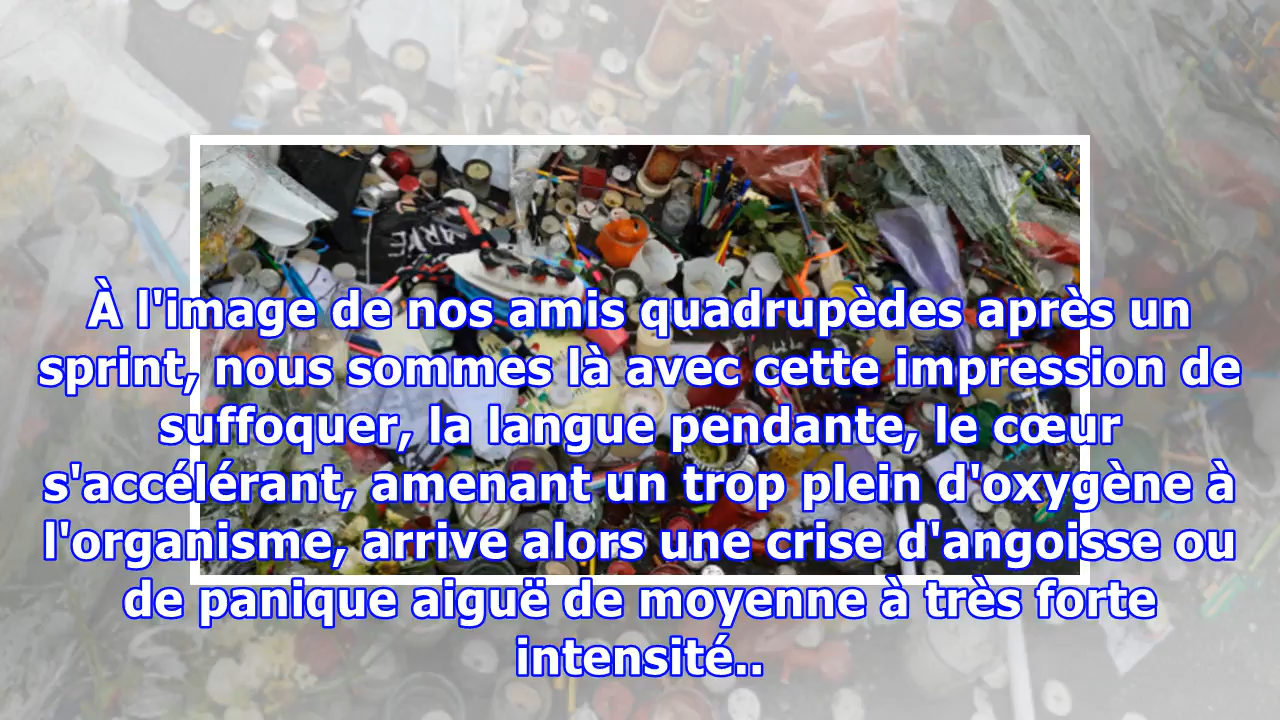 À l'image de nos amis quadrupèdes après un
sprint, nous sommes là avec cette impression de
suffoquer, la langue pendante, le cœur
s'accélérant, amenant un trop plein d'oxygène à
l'organisme, arrive alors une crise d'angoisse ou
de panique aiguë de moyenne à très forte
intensité..